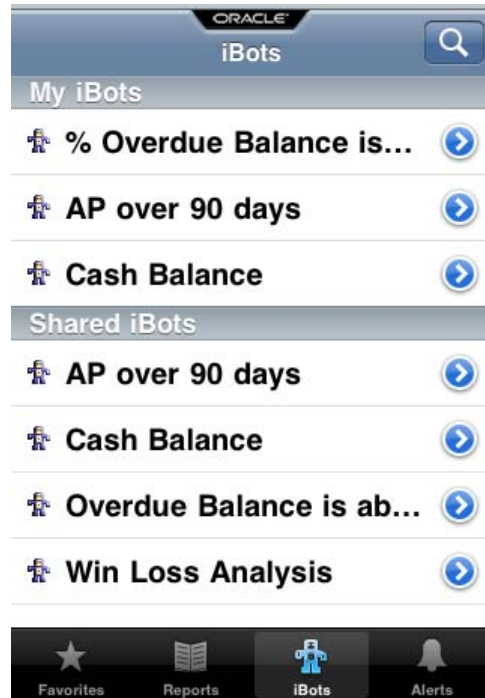 ORACLE
iBots
My iBots
% Overdue Balance is...
AP over 90 days
Cash Balance
Shared iBots
AP over 90 days
Cash Balance
Overdue Balance is ab...
Win Loss Analysis
Favorites Reports iBots Alerts